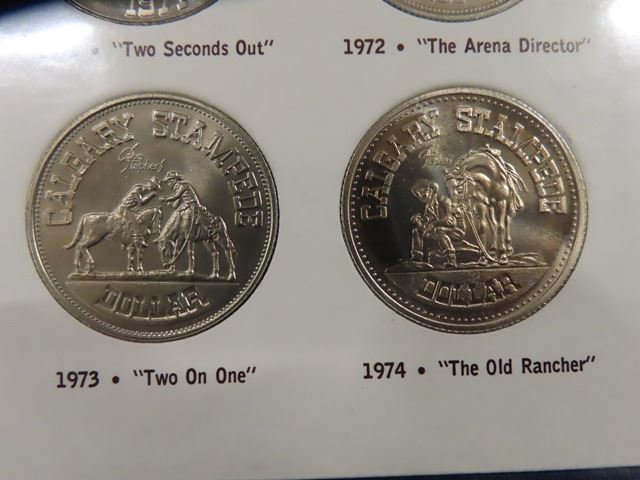 1971
• "Two Seconds Out"
1972 • "The Arena Director"
CALGARY STAMPEDE
DOLLAR
CALGARY STAMPEDE
DOLLAR
1973 • "Two On One"
1974 • "The Old Rancher"